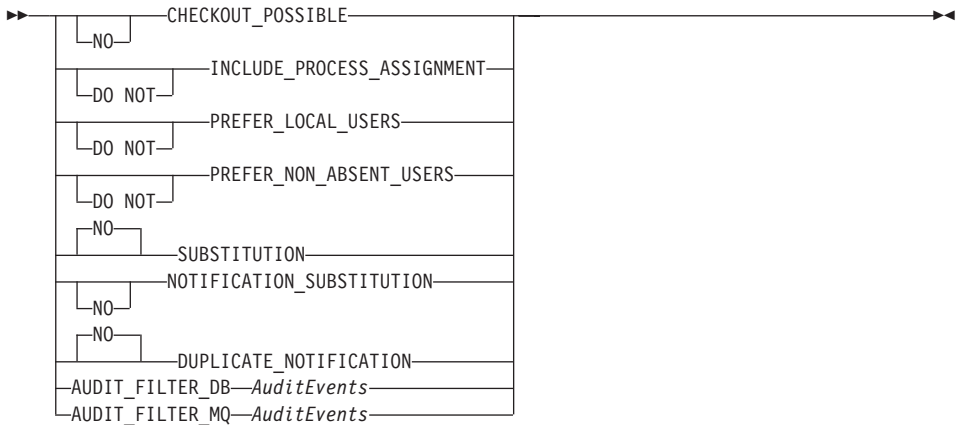 CHECKOUT_POSSIBLE
NO
INCLUDE_PROCESS_ASSIGNMENT
DO NOT
PREFER_LOCAL_USERS
DO NOT
PREFER_NON_ABSENT_USERS
DO NOT
NO
SUBSTITUTION
NOTIFICATION_SUBSTITUTION
NO
NO
DUPLICATE_NOTIFICATION
AUDIT_FILTER_DB AuditEvents
AUDIT_FILTER_MQ AuditEvents